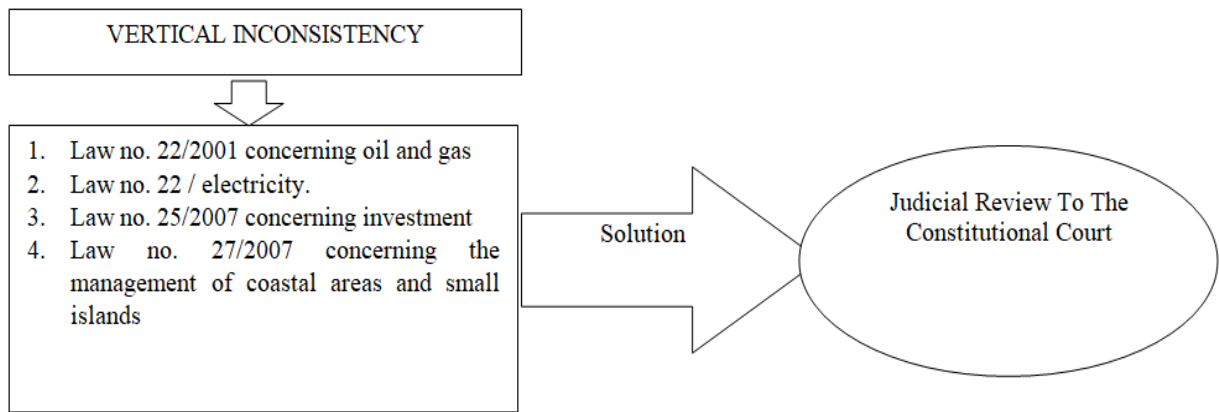 VERTICAL INCONSISTENCY
1. Law no. 22/2001 concerning oil and gas
2. Law no. 22 / electricity.
3. Law no. 25/2007 concerning investment
4. Law no. 27/2007 concerning the
management of coastal areas and small
islands
Solution
Judicial Review To The
Constitutional Court